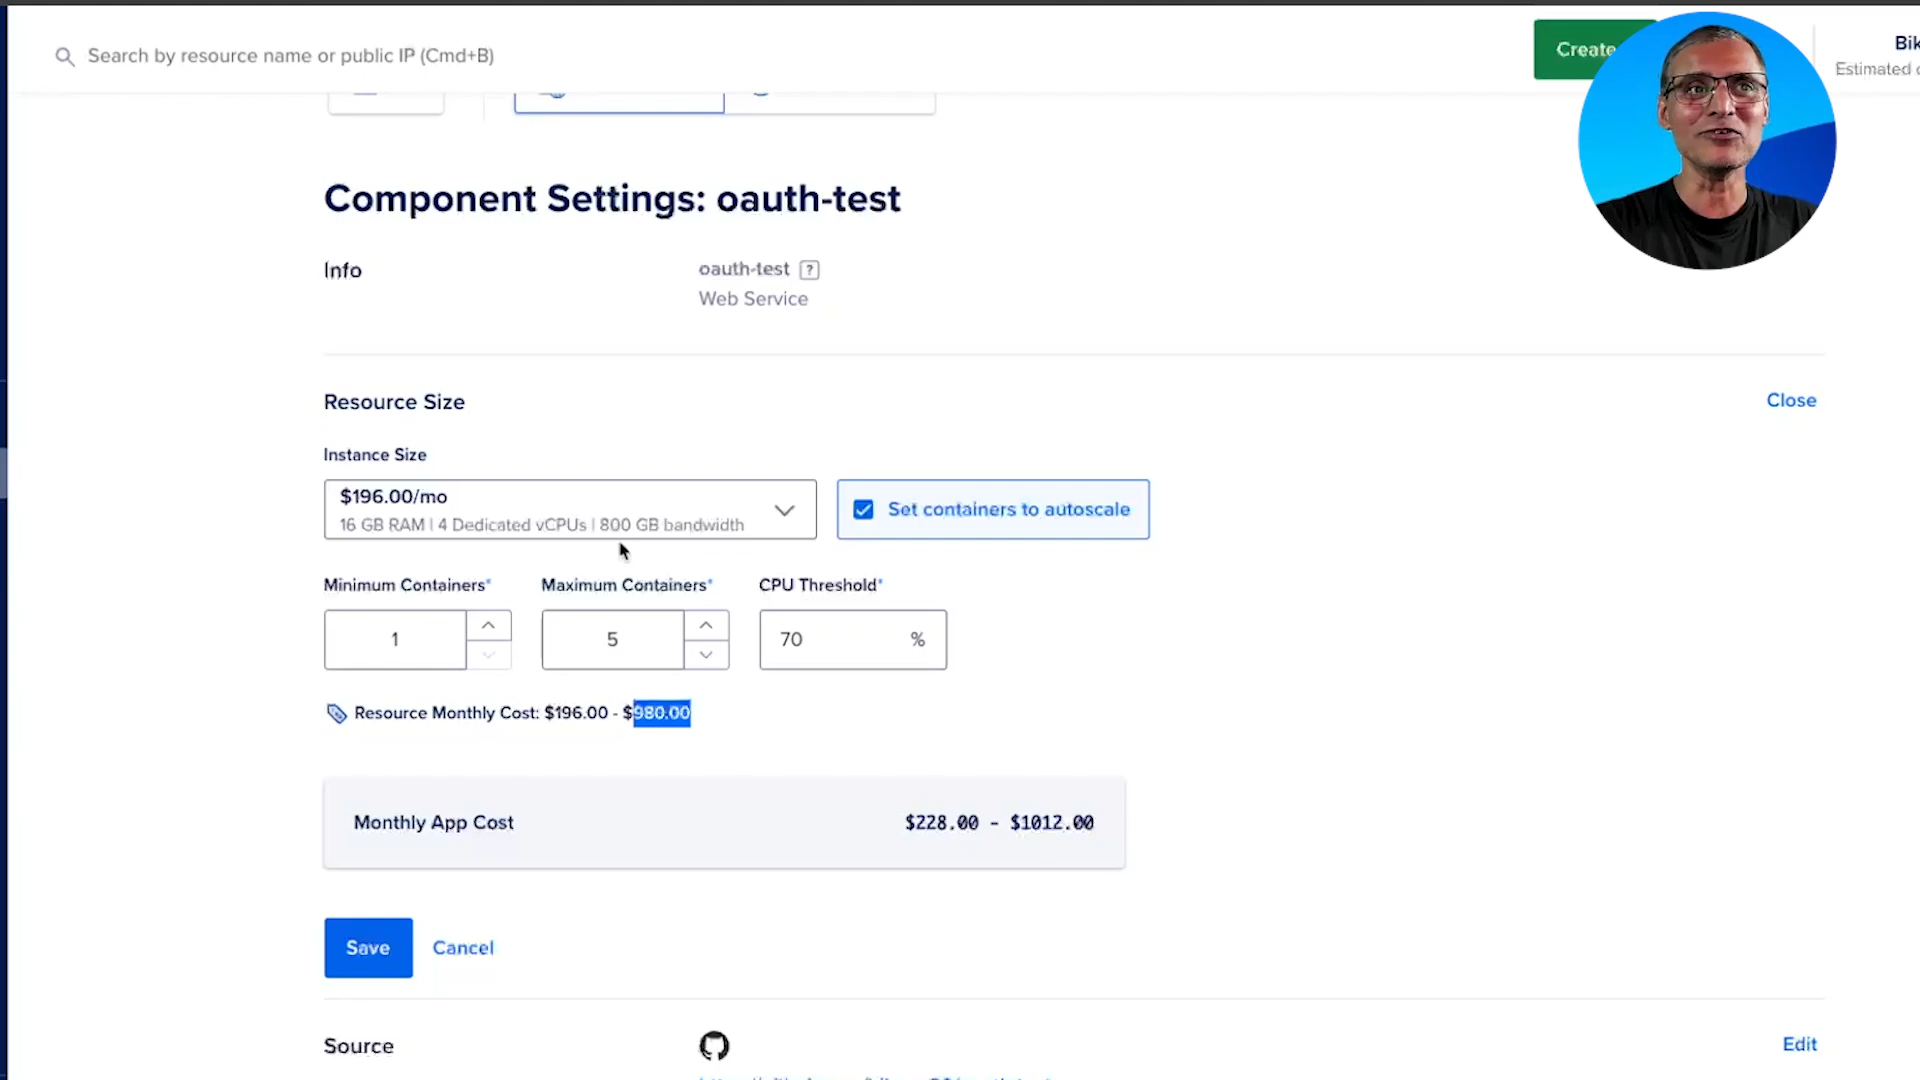 Search by resource name or public IP (Cmd+B)
Create
Bik
Estimated
Component Settings: oauth-test
Info
oauth-test ?
Web Service
Resource Size
Close
Instance Size
$196.00/mo
16 GB RAM | 4 Dedicated vCPUs | 800 GB bandwidth
Set containers to autoscale
Minimum Containers*
Maximum Containers*
CPU Threshold*
1
5
70 %
Resource Monthly Cost: $196.00 - $980.00
Monthly App Cost
$228.00 - $1012.00
Save
Cancel
Source
Edit